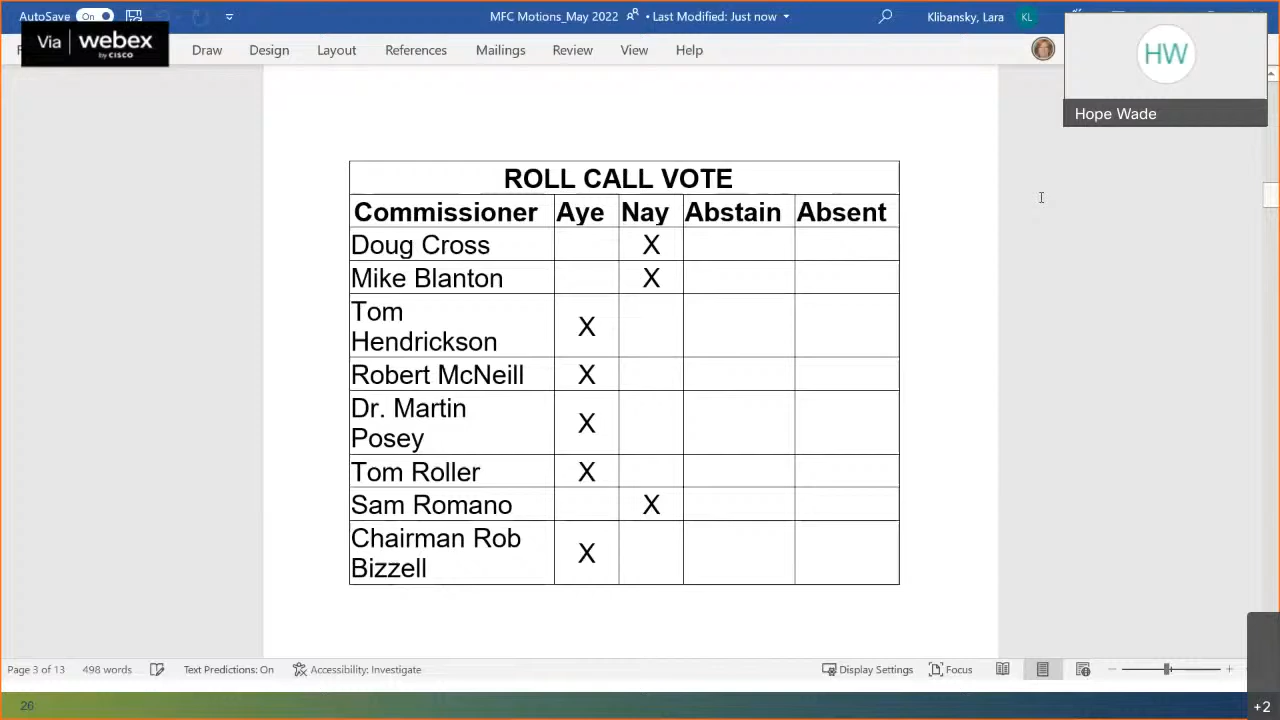 AutoSave On MFC Motions_May 2022 • Last Modified: Just now Klibansky, Lara KL
Via webex by CISCO
Draw Design Layout References Mailings Review View Help
HW
Hope Wade
ROLL CALL VOTE
Commissioner Aye Nay Abstain Absent
Doug Cross X
Mike Blanton X
Tom
Hendrickson X
Robert McNeill X
Dr. Martin
Posey X
Tom Roller X
Sam Romano X
Chairman Rob
Bizzell X
Page 3 of 13 498 words Text Predictions: On Accessibility: Investigate Display Settings Focus
26
+2